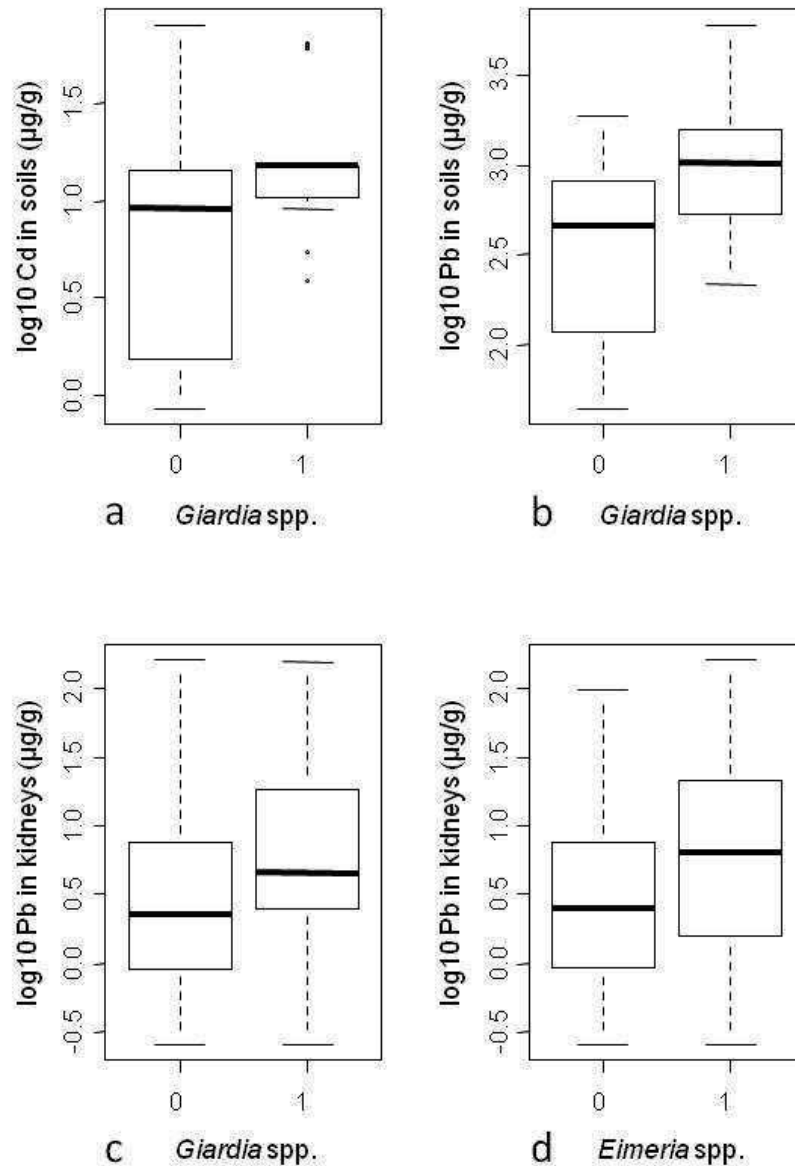 log10 Cd in soils (µg/g)
0.0 0.5 1.0 1.5
0 1
a Giardia spp.
log10 Pb in soils (µg/g)
2.0 2.5 3.0 3.5
0 1
b Giardia spp.
log10 Pb in kidneys (µg/g)
-0.5 0.0 0.5 1.0 1.5 2.0
0 1
c Giardia spp.
log10 Pb in kidneys (µg/g)
-0.5 0.0 0.5 1.0 1.5 2.0
0 1
d Eimeria spp.